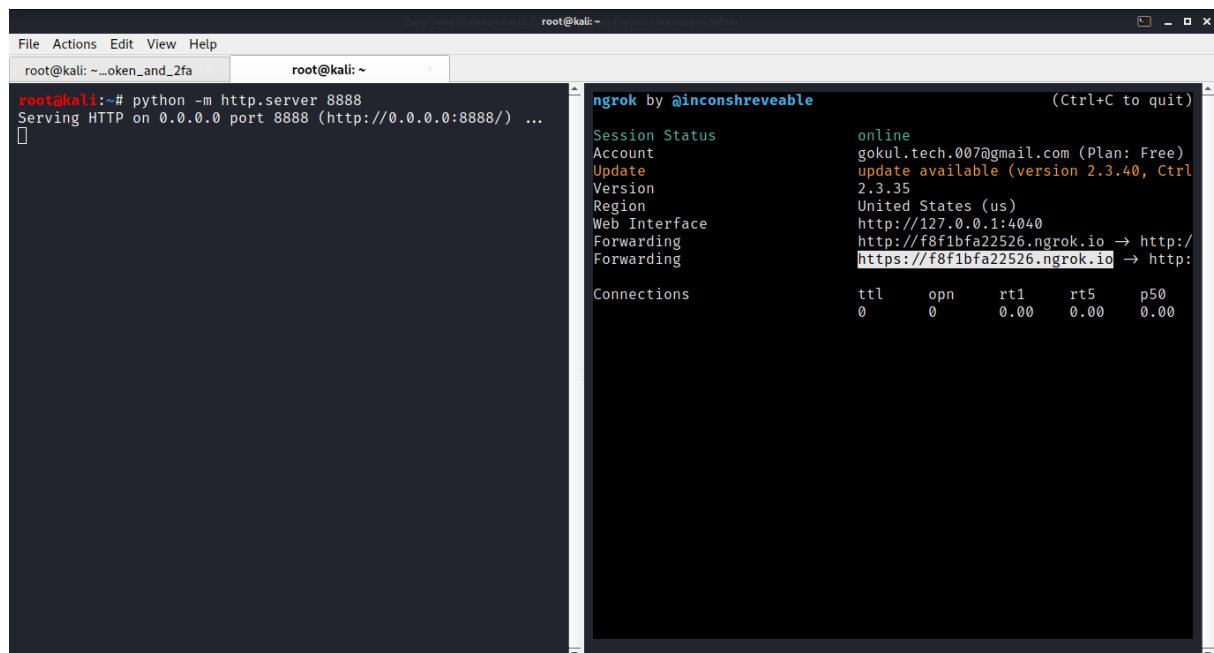 root@kali: ~
File Actions Edit View Help
root@kali: ~...oken_and_2fa
root@kali: ~
root@kali:~# python -m http.server 8888
Serving HTTP on 0.0.0.0 port 8888 (http://0.0.0.0:8888/) ...
ngrok by @inconshreveable (Ctrl+C to quit)
Session Status online
Account gokul.tech.007@gmail.com (Plan: Free)
Update update available (version 2.3.40, Ctrl
Version 2.3.35
Region United States (us)
Web Interface http://127.0.0.1:4040
Forwarding http://f8f1bfa22526.ngrok.io → http:/
Forwarding https://f8f1bfa22526.ngrok.io → http:
Connections ttl opn rt1 rt5 p50
0 0 0.00 0.00 0.00